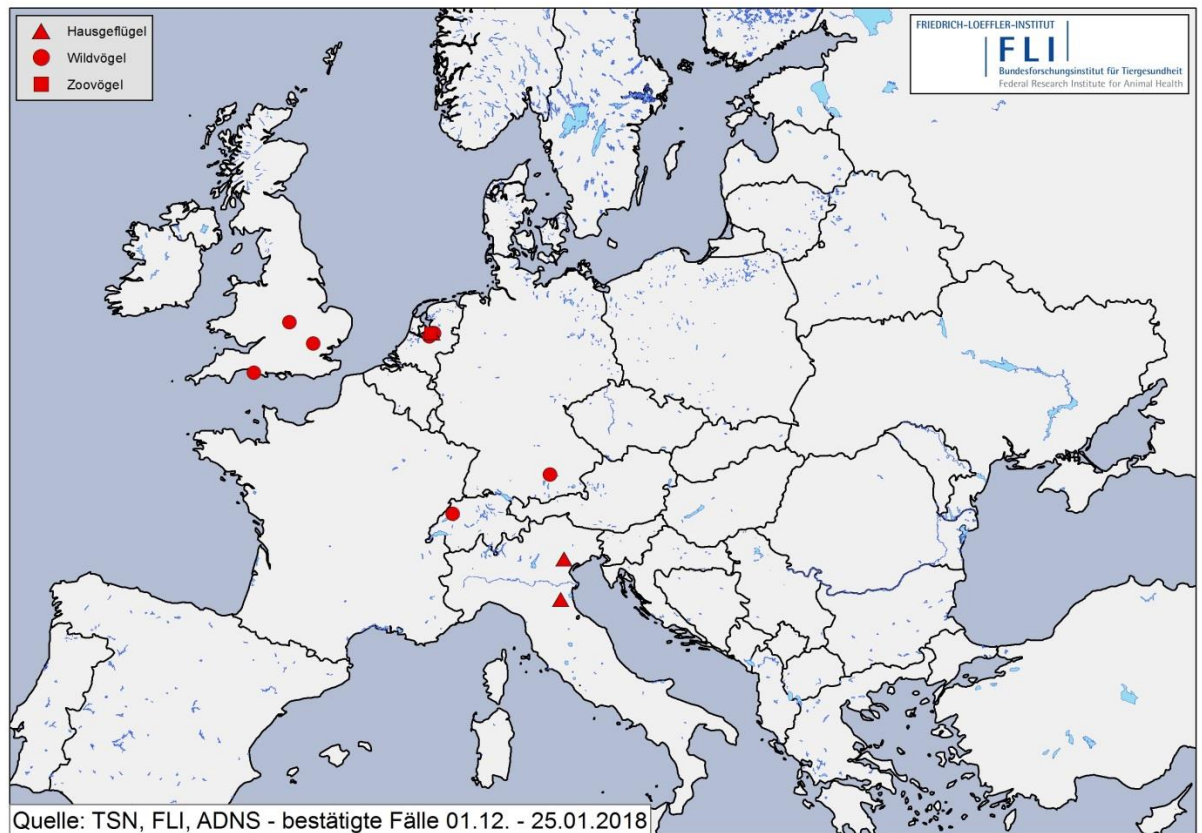 Hausgeflügel
Wildvögel
Zoovögel
FRIEDRICH-LOEFFLER-INSTITUT
FLI
Bundesforschungsinstitut für Tiergesundheit
Federal Research Institute for Animal Health
Quelle: TSN, FLI, ADNS - bestätigte Fälle 01.12. - 25.01.2018